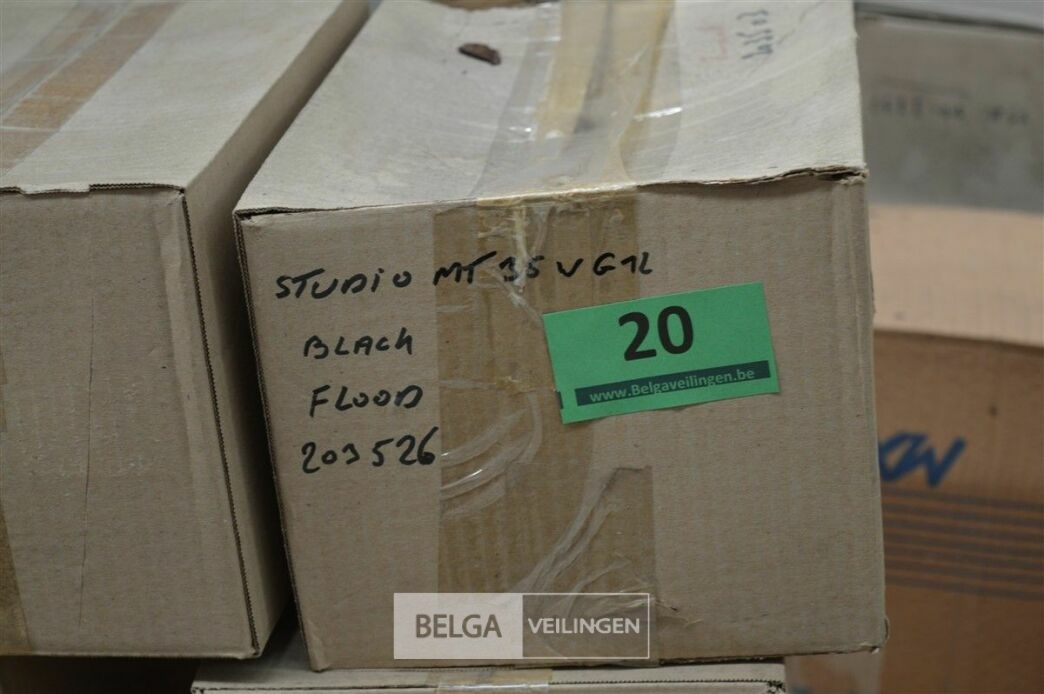 STUDIO MT 35 W G12
BLACK
FLOOD
203526
20
www.Belgaveilingen.be
BELGA VEILINGEN